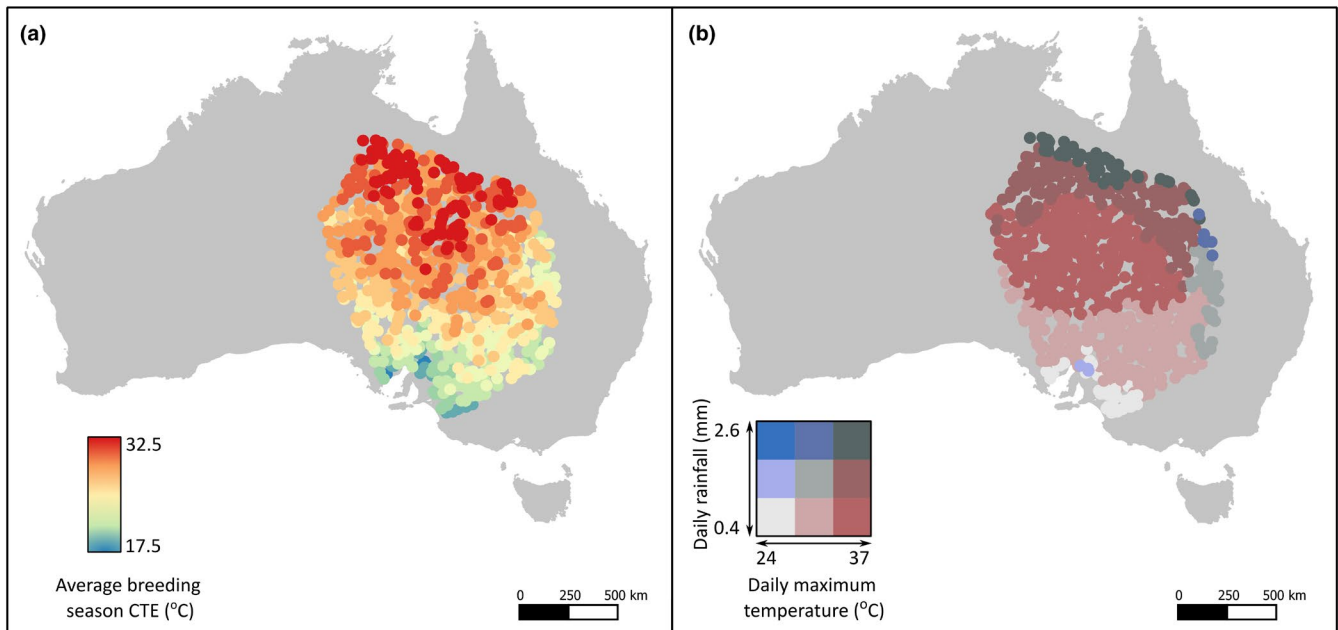 (a)
32.5
17.5
Average breeding
season CTE (°C)
0 250 500 km
(b)
Daily rainfall (mm)
2.6
0.4
24 37
Daily maximum
temperature (°C)
0 250 500 km